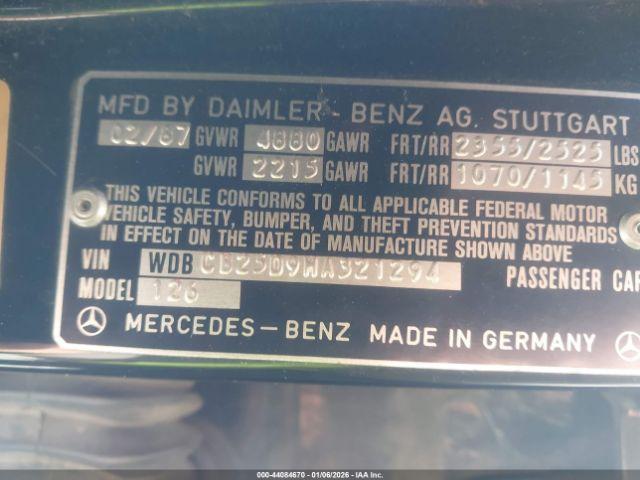 MFD BY DAIMLER-BENZ AG. STUTTGART
02/87 GVWR 4880 GAWR FRT/RR 2355/2525 LBS
GVWR 2215 GAWR FRT/RR 1070/1145 KG
THIS VEHICLE CONFORMS TO ALL APPLICABLE FEDERAL MOTOR
VEHICLE SAFETY, BUMPER, AND THEFT PREVENTION STANDARDS
IN EFFECT ON THE DATE OF MANUFACTURE SHOWN ABOVE
VIN WDB CB25D9HA321294 PASSENGER CAR
MODEL 126
MERCEDES-BENZ MADE IN GERMANY
000-44084670 01/06/2026 - IAA Inc.